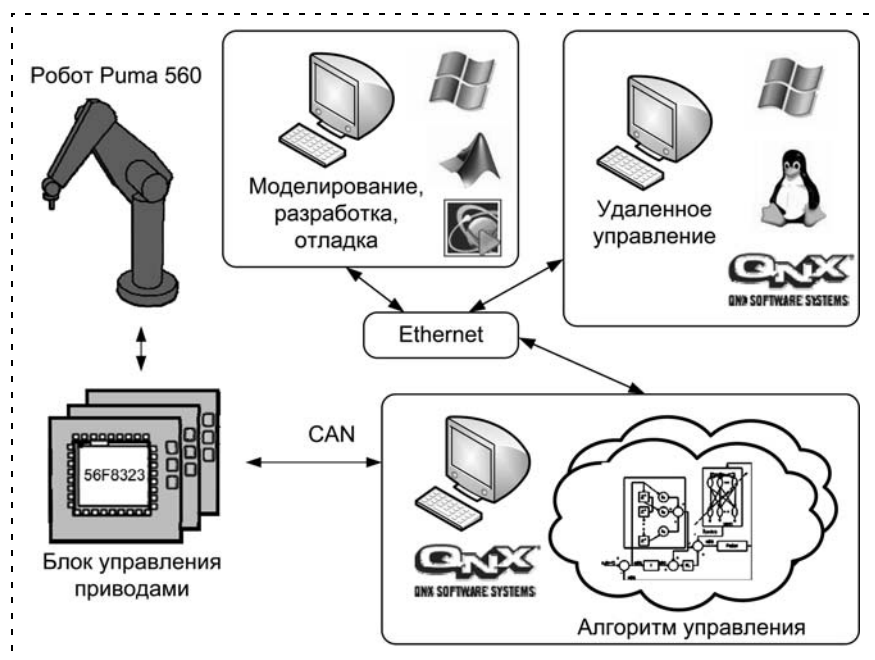 Робот Puma 560
Моделирование,
разработка,
отладка
Удаленное
управление
QNX
QNX SOFTWARE SYSTEMS
Ethernet
CAN
56F8323
Блок управления
приводами
QNX
QNX SOFTWARE SYSTEMS
Алгоритм управления